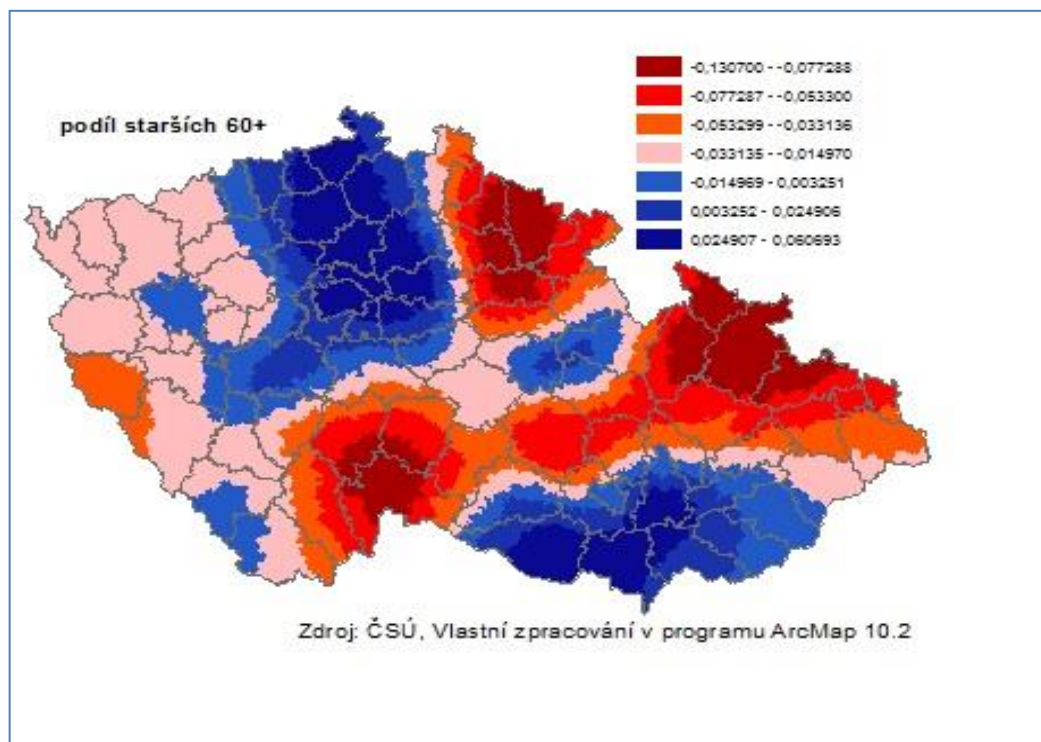 podíl starších 60+
-0,130700 - -0,077288
-0,077287 - -0,053300
-0,053299 - -0,033136
-0,033135 - -0,014970
-0,014969 - 0,003251
0,003252 - 0,024906
0,024907 - 0,060693
Zdroj: ČSÚ, Vlastní zpracování v programu ArcMap 10.2